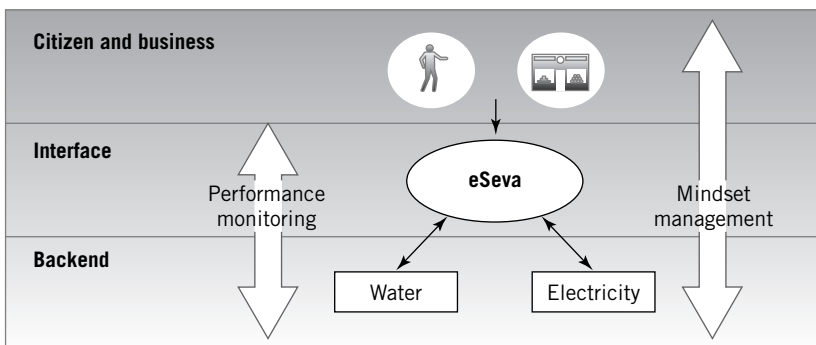 Citizen and business
Interface
eSeva
Performance
monitoring
Mindset
management
Backend
Water
Electricity